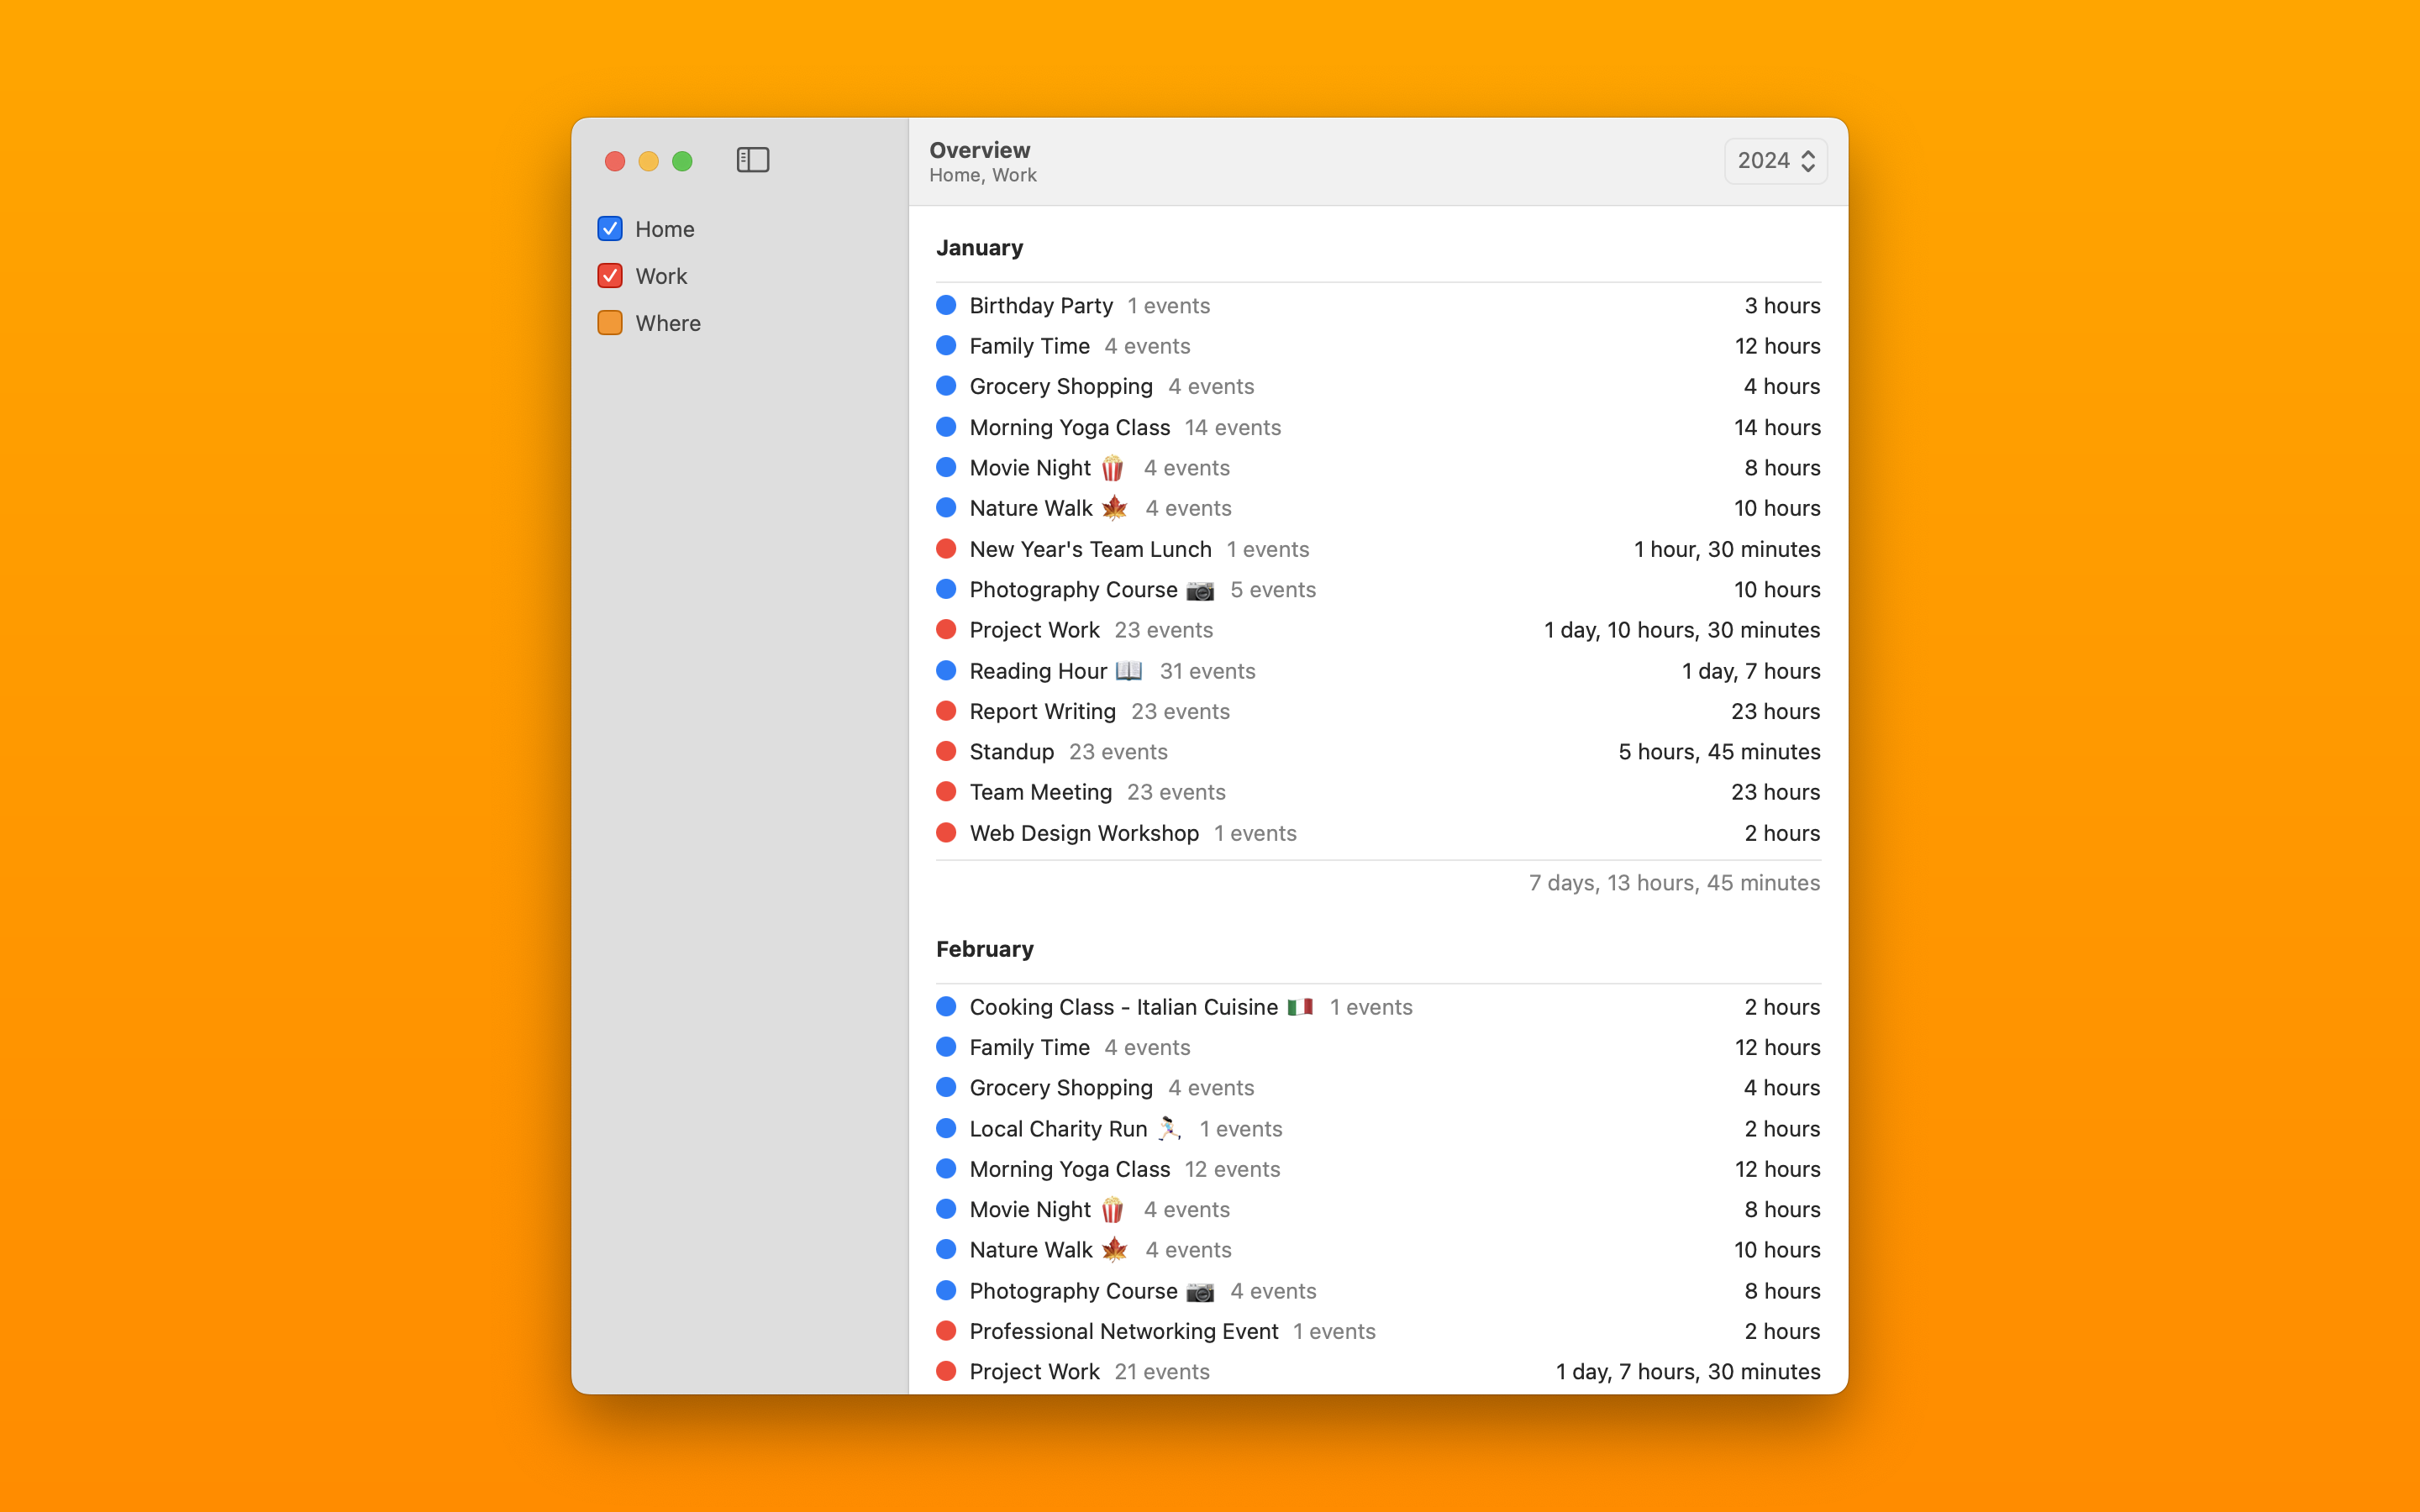 Overview
Home, Work
2024
Home
Work
Where
January
Birthday Party 1 events 3 hours
Family Time 4 events 12 hours
Grocery Shopping 4 events 4 hours
Morning Yoga Class 14 events 14 hours
Movie Night 🍿 4 events 8 hours
Nature Walk 🍁 4 events 10 hours
New Year's Team Lunch 1 events 1 hour, 30 minutes
Photography Course 📷 5 events 10 hours
Project Work 23 events 1 day, 10 hours, 30 minutes
Reading Hour 📖 31 events 1 day, 7 hours
Report Writing 23 events 23 hours
Standup 23 events 5 hours, 45 minutes
Team Meeting 23 events 23 hours
Web Design Workshop 1 events 2 hours
7 days, 13 hours, 45 minutes
February
Cooking Class - Italian Cuisine 🇮🇹 1 events 2 hours
Family Time 4 events 12 hours
Grocery Shopping 4 events 4 hours
Local Charity Run 🏃🏻‍♀️ 1 events 2 hours
Morning Yoga Class 12 events 12 hours
Movie Night 🍿 4 events 8 hours
Nature Walk 🍁 4 events 10 hours
Photography Course 📷 4 events 8 hours
Professional Networking Event 1 events 2 hours
Project Work 21 events 1 day, 7 hours, 30 minutes